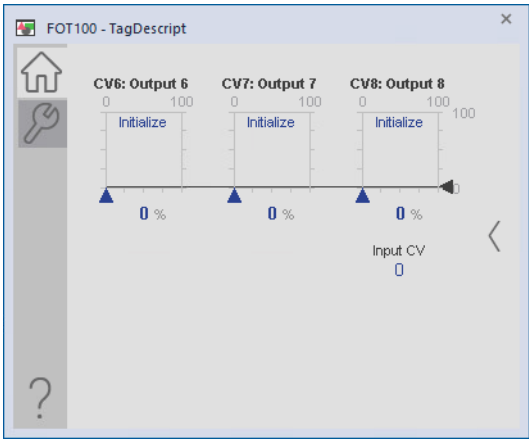 FOT100 - TagDescript
CV6: Output 6 CV7: Output 7 CV8: Output 8
0 100 0 100 0 100
100
Initialize Initialize Initialize
0
0 % 0 % 0 %
Input CV
0
?